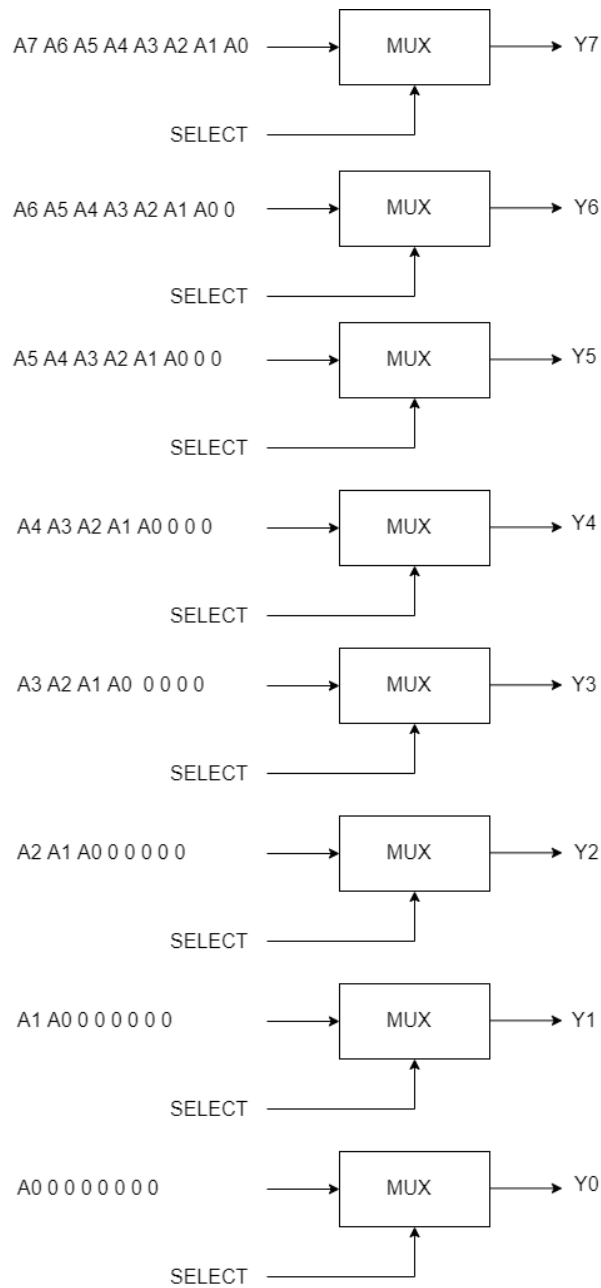 A7 A6 A5 A4 A3 A2 A1 A0 MUX Y7
SELECT
A6 A5 A4 A3 A2 A1 A0 0 MUX Y6
SELECT
A5 A4 A3 A2 A1 A0 0 0 MUX Y5
SELECT
A4 A3 A2 A1 A0 0 0 0 MUX Y4
SELECT
A3 A2 A1 A0 0 0 0 0 MUX Y3
SELECT
A2 A1 A0 0 0 0 0 0 MUX Y2
SELECT
A1 A0 0 0 0 0 0 0 MUX Y1
SELECT
A0 0 0 0 0 0 0 0 MUX Y0
SELECT